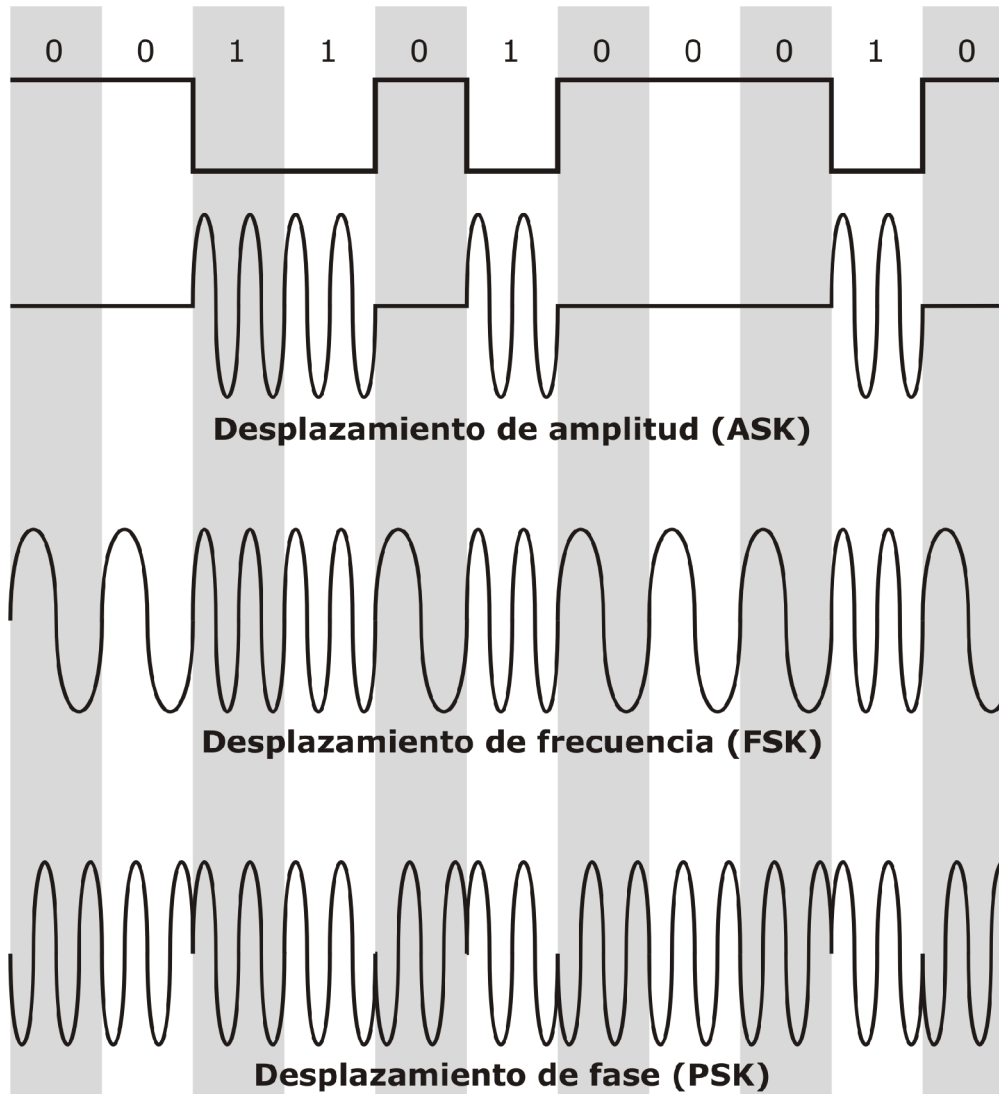 0 0 1 1 0 1 0 0 0 1 0
Desplazamiento de amplitud (ASK)
Desplazamiento de frecuencia (FSK)
Desplazamiento de fase (PSK)